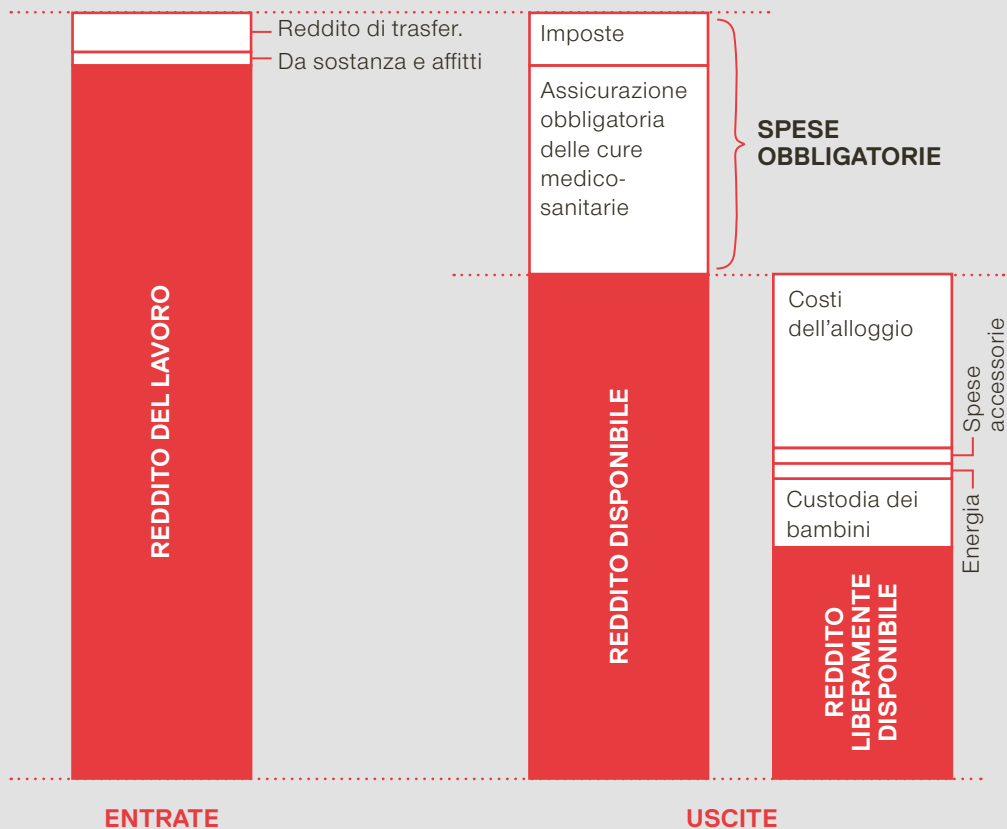 Reddito di trasfer.
Da sostanza e affitti
REDDITO DEL LAVORO
ENTRATE
Imposte
Assicurazione
obbligatoria
delle cure
medico-
sanitarie
SPESE
OBBLIGATORIE
REDDITO DISPONIBILE
Costi
dell’alloggio
Spese
accessorie
Energia
Custodia dei
bambini
REDDITO
LIBERAMENTE
DISPONIBILE
USCITE